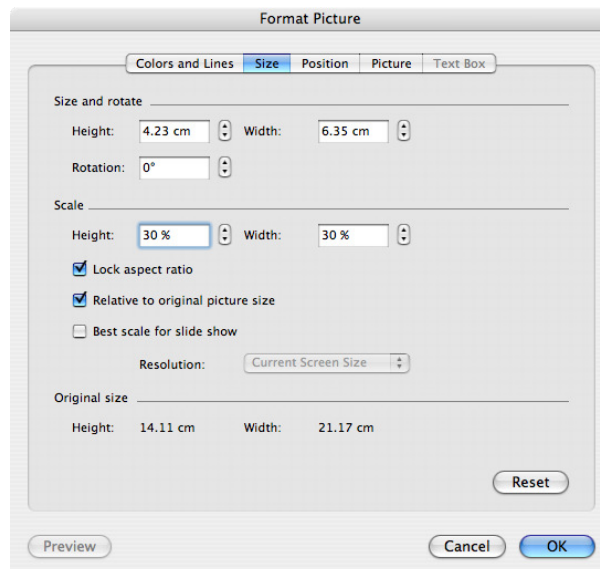 Format Picture
Colors and Lines Size Position Picture Text Box
Size and rotate
Height: 4.23 cm Width: 6.35 cm
Rotation: 0°
Scale
Height: 30 % Width: 30 %
Lock aspect ratio
Relative to original picture size
Best scale for slide show
Resolution: Current Screen Size
Original size
Height: 14.11 cm Width: 21.17 cm
Reset
Preview Cancel OK